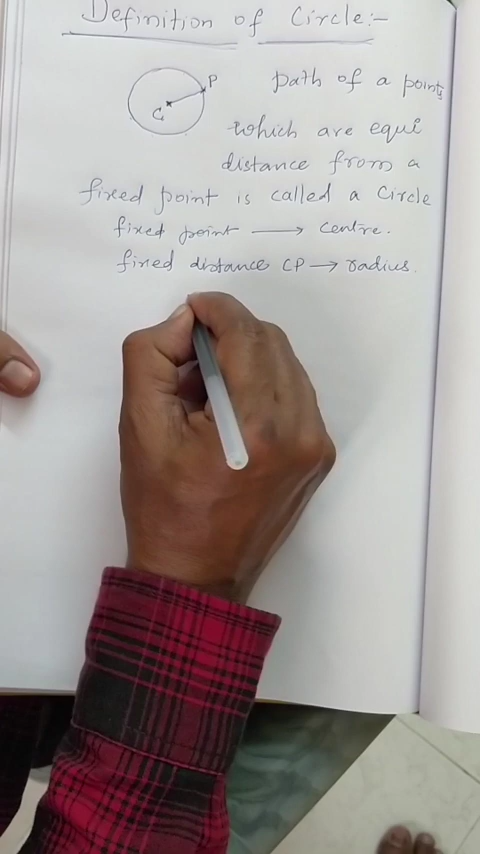 Definition of Circle:-
P
C
path of a points
which are equi
distance from a
fixed point is called a Circle
fixed point → centre.
fixed distance CP → radius.